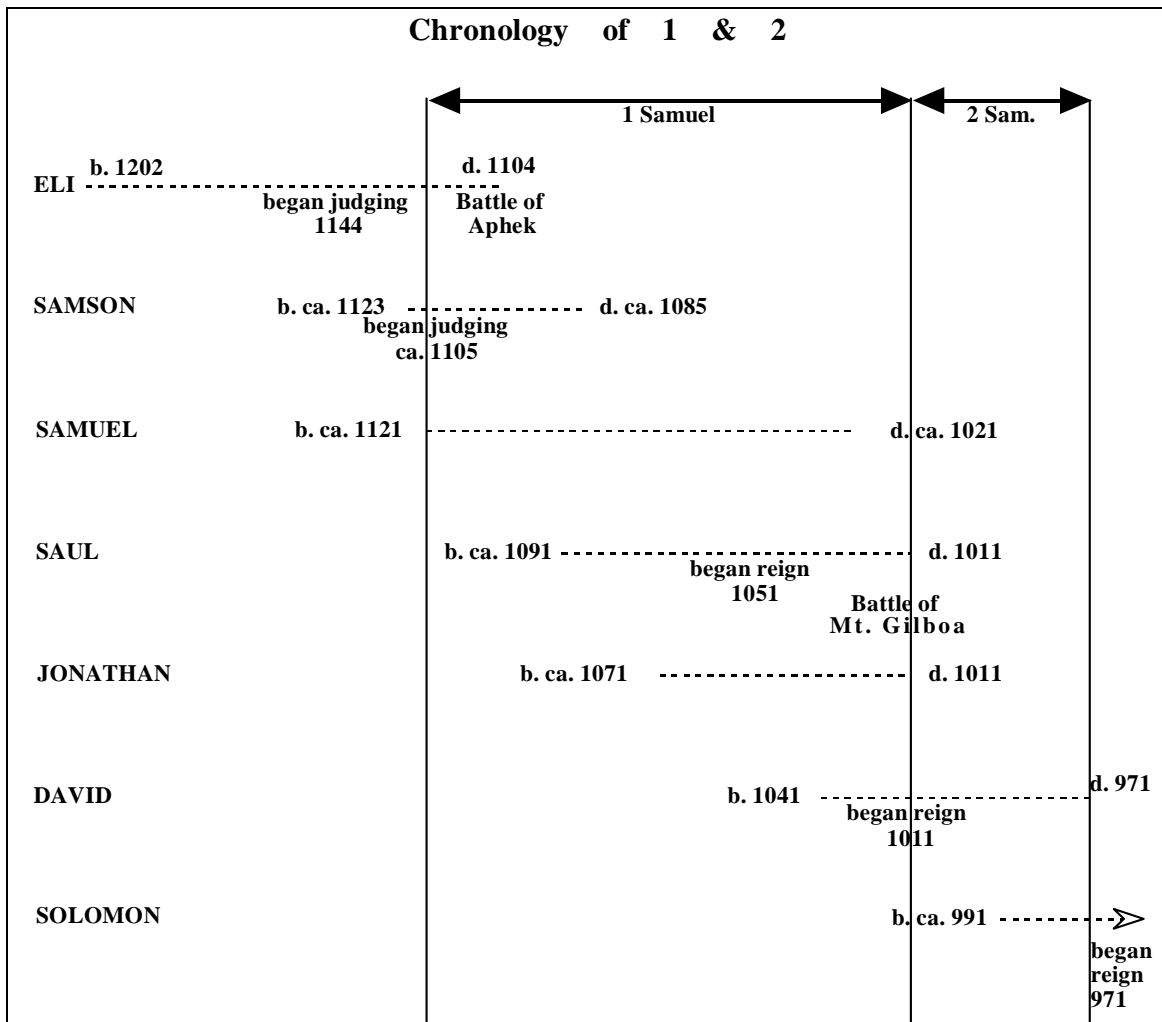 Chronology of 1 & 2
1 Samuel 2 Sam.
b. 1202 d. 1104
ELI
began judging Battle of
1144 Aphek
SAMSON b. ca. 1123 d. ca. 1085
began judging
ca. 1105
SAMUEL b. ca. 1121 d. ca. 1021
SAUL b. ca. 1091 d. 1011
began reign
1051
Battle of
Mt. Gilboa
JONATHAN b. ca. 1071 d. 1011
d. 971
DAVID b. 1041
began reign
1011
SOLOMON b. ca. 991
began
reign
971